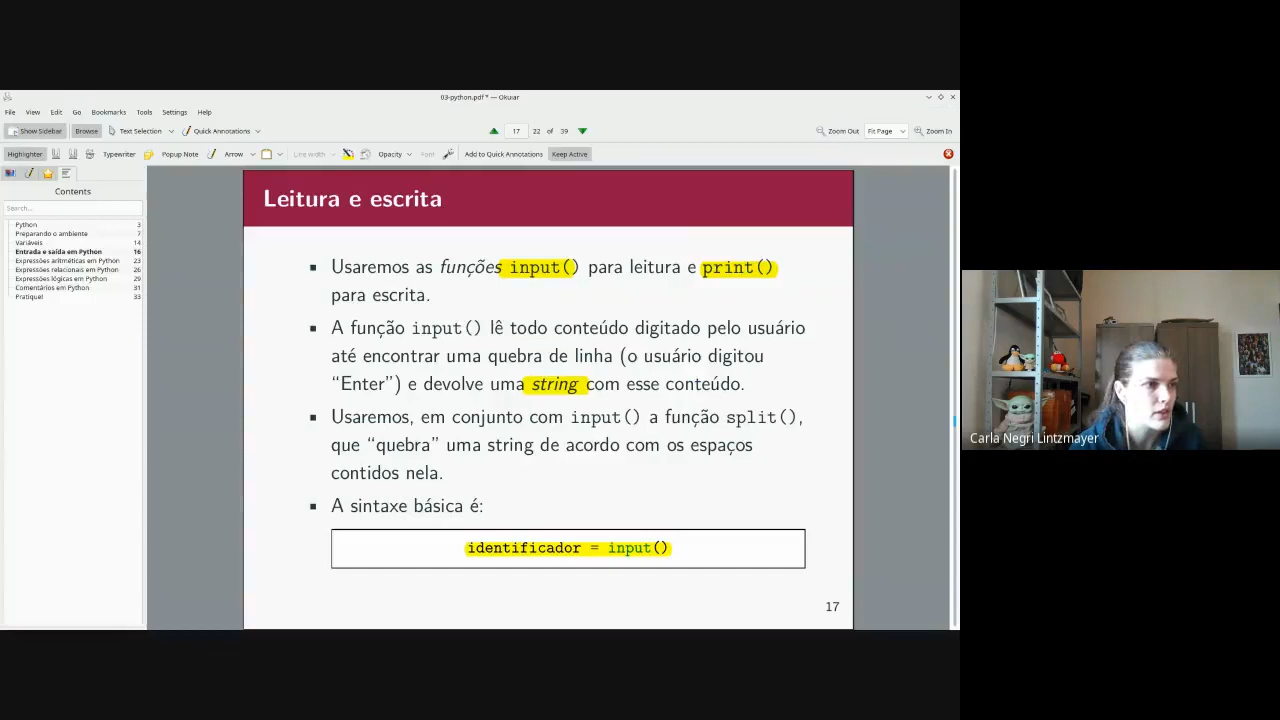 03-python.pdf * — Okular
File View Edit Go Bookmarks Tools Settings Help
Show Sidebar Browse Text Selection Quick Annotations 17 22 of 39 Zoom Out Fit Page Zoom In
Highlighter Typewriter Popup Note Arrow Line width Opacity Font Add to Quick Annotations Keep Active
Contents
Search...
Python 3
Preparando o ambiente 7
Variáveis 14
Entrada e saída em Python 16
Expressões aritméticas em Python 23
Expressões relacionais em Python 26
Expressões lógicas em Python 29
Comentários em Python 31
Pratique! 33
Leitura e escrita
▪ Usaremos as funções input() para leitura e print()
para escrita.
▪ A função input() lê todo conteúdo digitado pelo usuário
até encontrar uma quebra de linha (o usuário digitou
“Enter”) e devolve uma string com esse conteúdo.
▪ Usaremos, em conjunto com input() a função split(),
que “quebra” uma string de acordo com os espaços
contidos nela.
▪ A sintaxe básica é:
identificador = input()
17
Carla Negri Lintzmayer